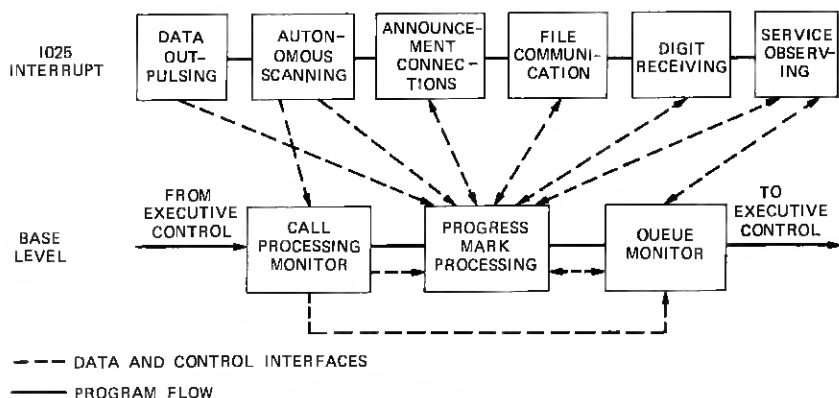 1025
INTERRUPT
DATA
OUT-
PULSING
AUTON-
OMOUS
SCANNING
ANNOUNCE-
MENT
CONNEC-
TIONS
FILE
COMMUNI-
CATION
DIGIT
RECEIVING
SERVICE
OBSERV-
ING
BASE
LEVEL
FROM
EXECUTIVE
CONTROL
CALL
PROCESSING
MONITOR
PROGRESS
MARK
PROCESSING
QUEUE
MONITOR
TO
EXECUTIVE
CONTROL
DATA AND CONTROL INTERFACES
PROGRAM FLOW